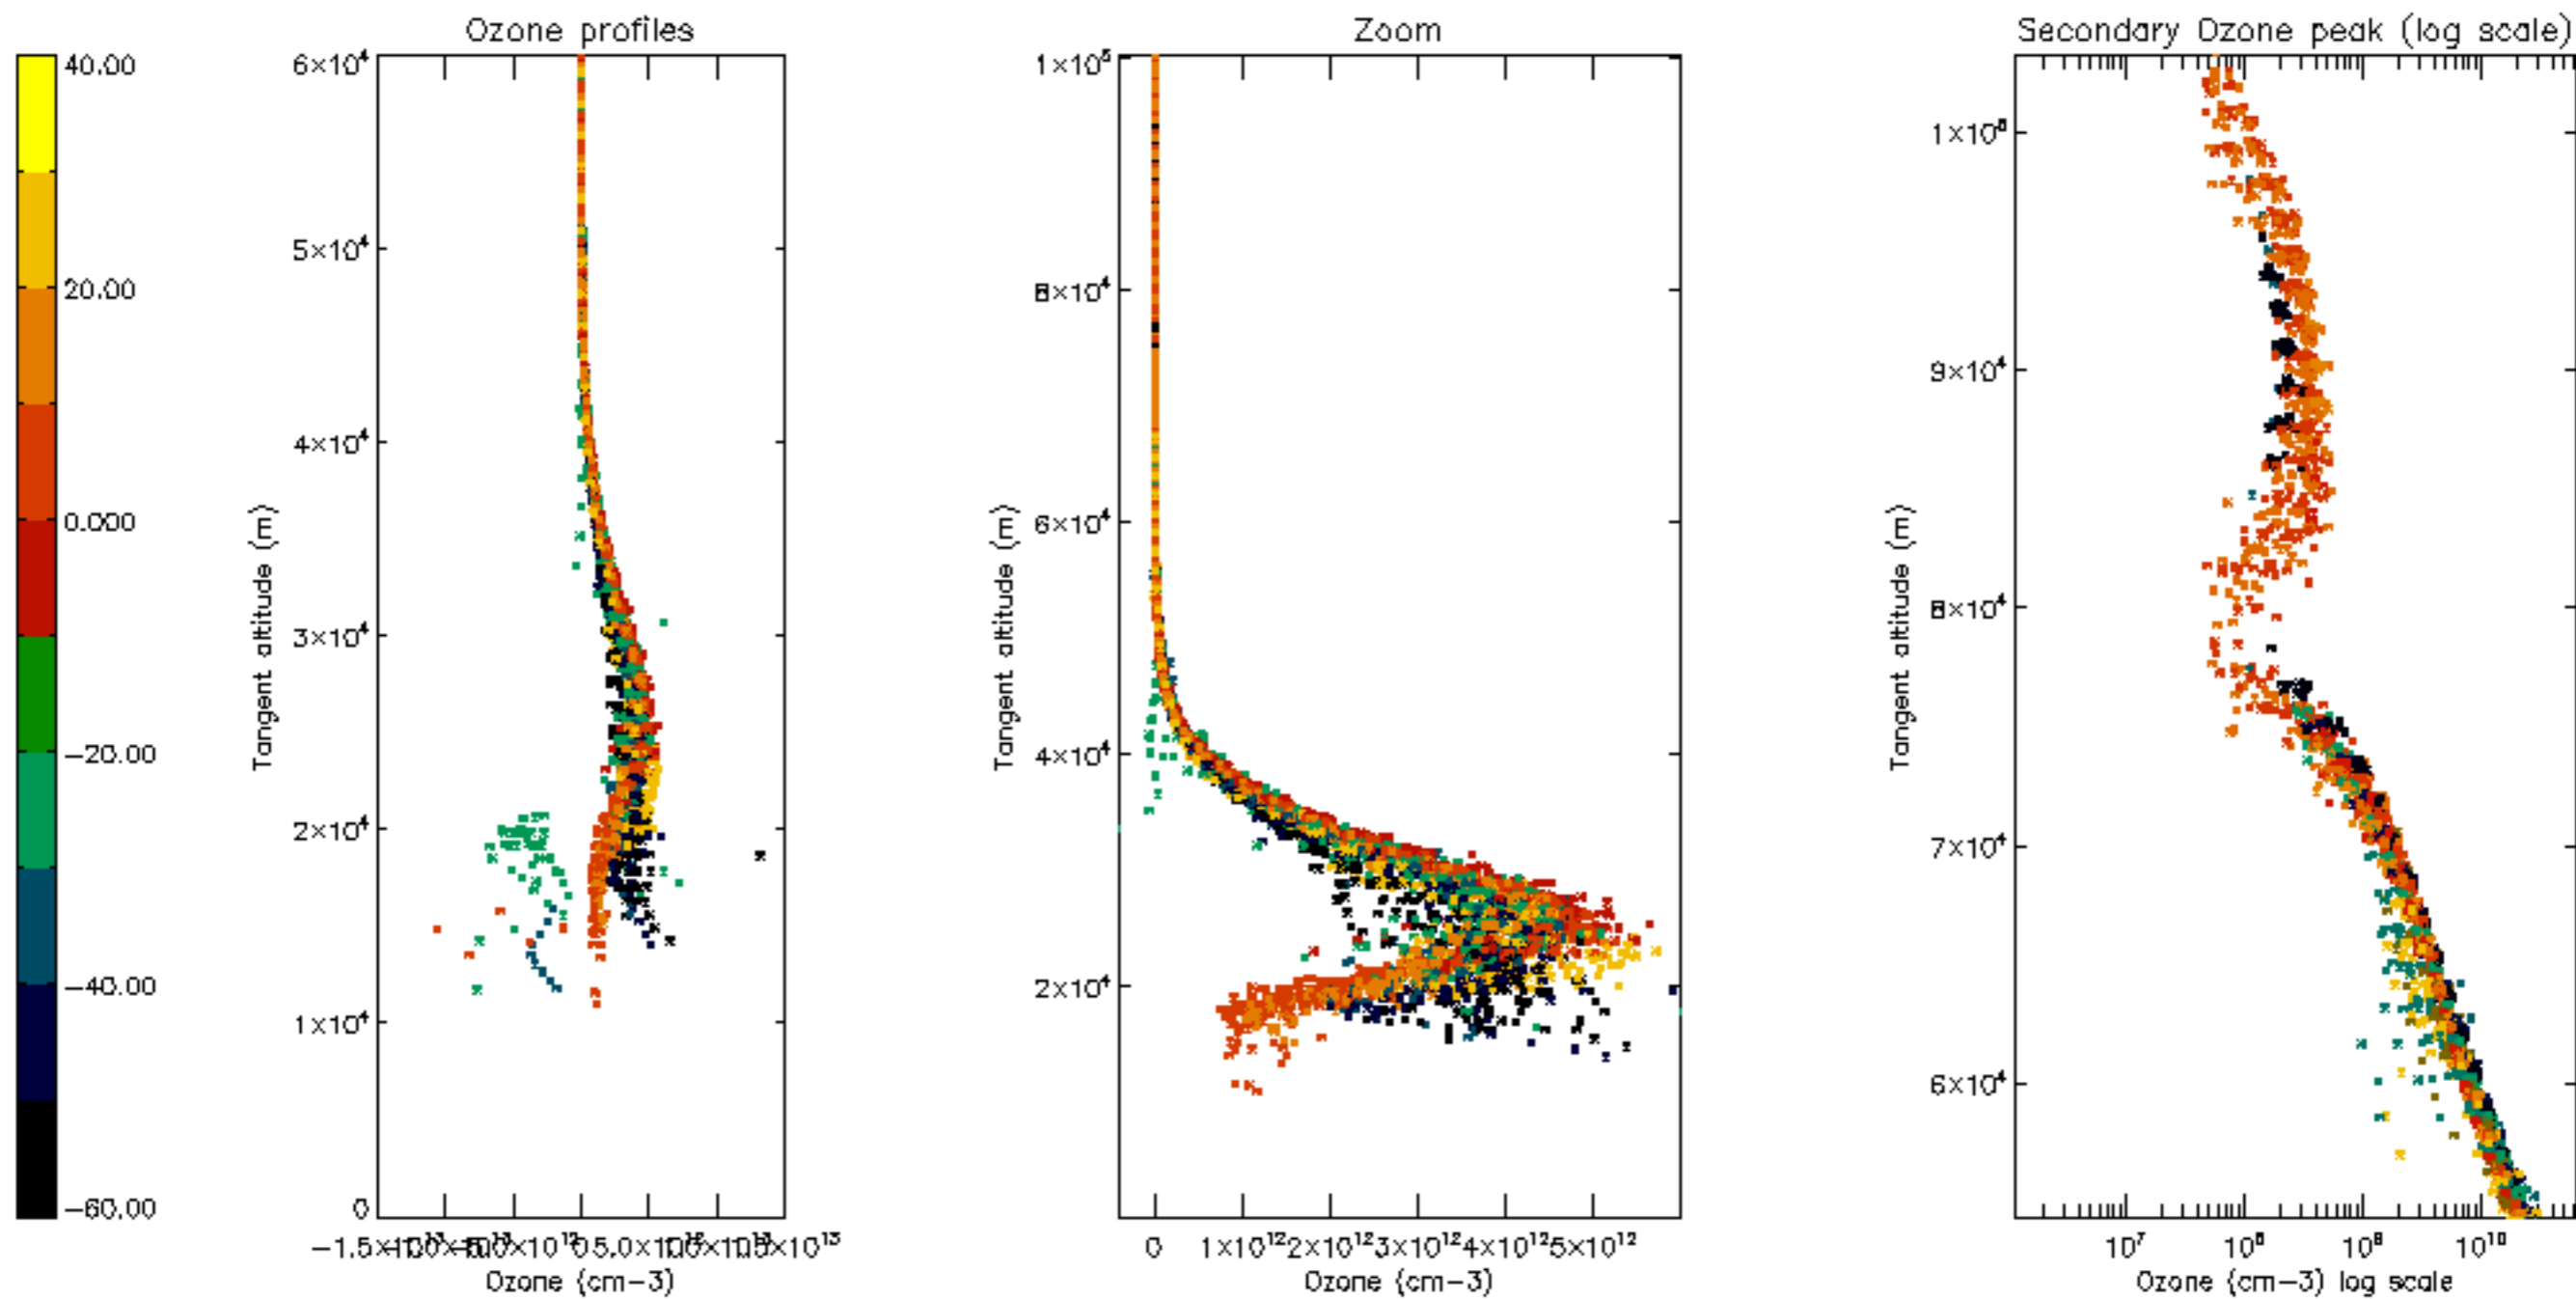 Ozone profiles
Zoom
Secondary Ozone peak (log scale)
40.00
20.00
0.000
−20.00
−40.00
−60.00
Tangent altitude (m)
6×10⁴
5×10⁴
4×10⁴
3×10⁴
2×10⁴
1×10⁴
0
Ozone (cm−3)
Tangent altitude (m)
1×10⁵
8×10⁴
6×10⁴
4×10⁴
2×10⁴
0 1×10¹² 2×10¹² 3×10¹² 4×10¹² 5×10¹²
Ozone (cm−3)
Tangent altitude (m)
1×10⁵
9×10⁴
8×10⁴
7×10⁴
6×10⁴
10⁷ 10⁸ 10⁹ 10¹⁰
Ozone (cm−3) log scale